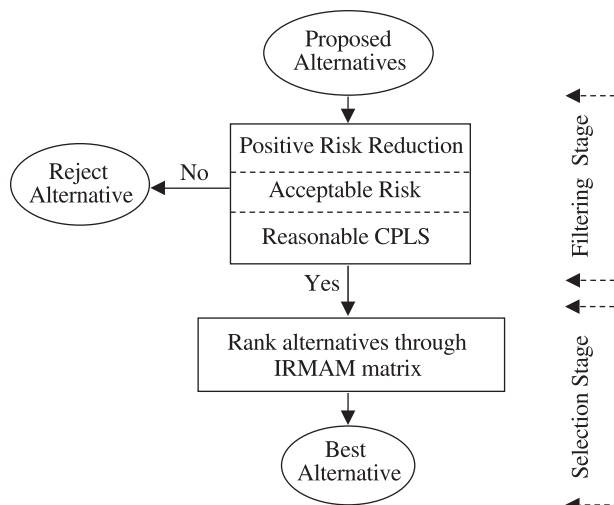 Proposed
Alternatives
Positive Risk Reduction
Reject
Alternative
No
Acceptable Risk
Reasonable CPLS
Filtering Stage
Yes
Rank alternatives through
IRMAM matrix
Best
Alternative
Selection Stage